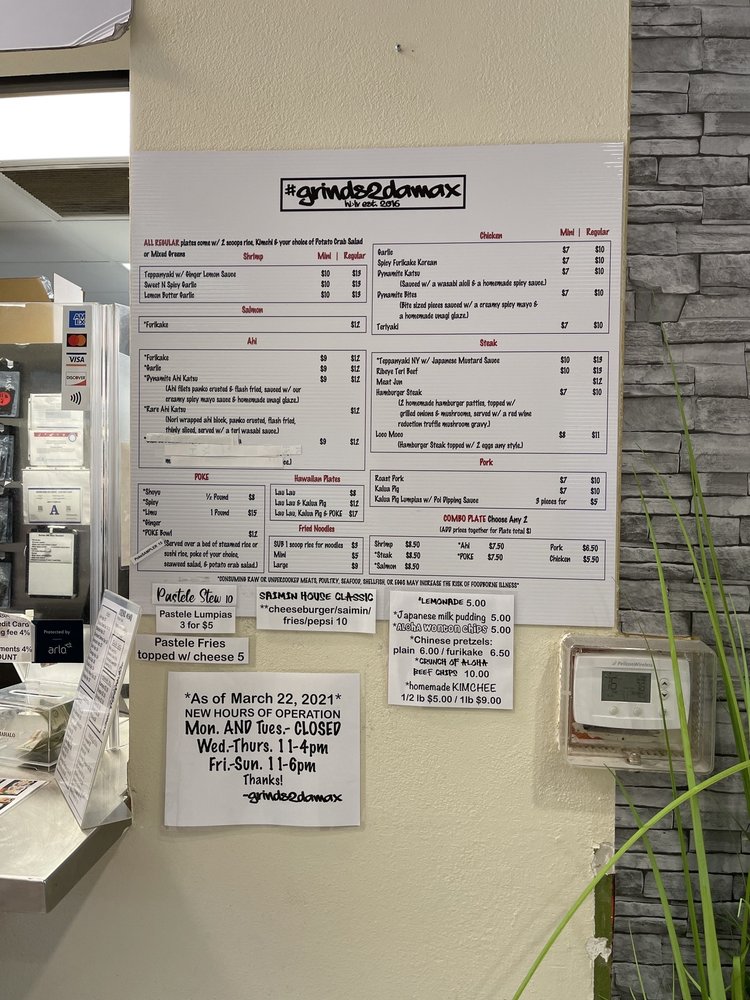 #grinds2damax
hi.lv est. 2016
ALL REGULAR plates come w/ 2 scoops rice, Kimchi & your choice of Potato Crab Salad
or Mixed Greens
Shrimp Mini | Regular
Teppanyaki w/ Ginger Lemon Sauce $10 $13
Sweet N Spicy Garlic $10 $13
Lemon Butter Garlic $10 $13
Salmon
*Furikake $12
Ahi
*Furikake $9 $12
*Garlic $9 $12
*Dynamite Ahi Katsu $9 $12
(Ahi filets panko crusted & flash fried, sauced w/ our
creamy spicy mayo sauce & homemade unagi glaze.)
*Rare Ahi Katsu $12
(Nori wrapped ahi block, panko crusted, flash fried,
thinly sliced, served w/ a teri wasabi sauce)
$9 $12
POKE
*Shoyu ½ Pound $8
*Spicy
*Limu 1 Pound $15
*Ginger
*POKE Bowl $12
(Served over a bed of steamed rice or
sushi rice, poke of your choice,
seaweed salad, & potato crab salad.)
Hawaiian Plates
Lau Lau $8
Lau Lau & Kalua Pig $12
Lau Lau, Kalua Pig & POKE $17
Fried Noodles
SUB 1 scoop rice for noodles $3
Mini $5
Large $9
Chicken Mini | Regular
Garlic $7 $10
Spicy Furikake Korean $7 $10
Dynamite Katsu $7 $10
(Sauced w/ a wasabi aioli & a homemade spicy sauce.)
Dynamite Bites $7 $10
(Bite sized pieces sauced w/ a creamy spicy mayo &
a homemade unagi glaze.)
Teriyaki $7 $10
Steak
*Teppanyaki NY w/ Japanese Mustard Sauce $10 $13
Ribeye Teri Beef $10 $13
Meat Jun $12
Hamburger Steak $7 $10
(2 homemade hamburger patties, topped w/
grilled onions & mushrooms, served w/ a red wine
reduction truffle mushroom gravy.)
Loco Moco $8 $11
(Hamburger Steak topped w/ 2 eggs any style.)
Pork
Roast Pork $7 $10
Kalua Pig $7 $10
Kalua Pig Lumpias w/ Poi Dipping Sauce 3 pieces for $5
COMBO PLATE Choose Any 2
(ADD prices together for Plate total $)
Shrimp $8.50 *Ahi $7.50 Pork $6.50
*Steak $8.50 *POKE $7.50 Chicken $5.50
*Salmon $8.50
*CONSUMING RAW OR UNDERCOOKED MEATS, POULTRY, SEAFOOD, SHELLFISH, OR EGGS MAY INCREASE THE RISK OF FOODBORNE ILLNESS*
Pastele Stew 10
Pastele Lumpias
3 for $5
Pastele Fries
topped w/ cheese 5
SAIMIN HOUSE CLASSIC
**cheeseburger/saimin/
fries/pepsi 10
*LEMONADE 5.00
*Japanese milk pudding 5.00
*Aloha wonton chips 5.00
*Chinese pretzels:
plain 6.00 / furikake 6.50
*CRUNCH OF ALOHA
BEEF CHIPS 10.00
*homemade KIMCHEE
1/2 lb $5.00 / 1lb $9.00
*As of March 22, 2021*
NEW HOURS OF OPERATION
Mon. AND Tues.- CLOSED
Wed.-Thurs. 11-4pm
Fri.-Sun. 11-6pm
Thanks!
-grinds2damax
AM
EX
VISA
DISCOVER
A
Protected by
arlo
MAHALO
PelicanWireless